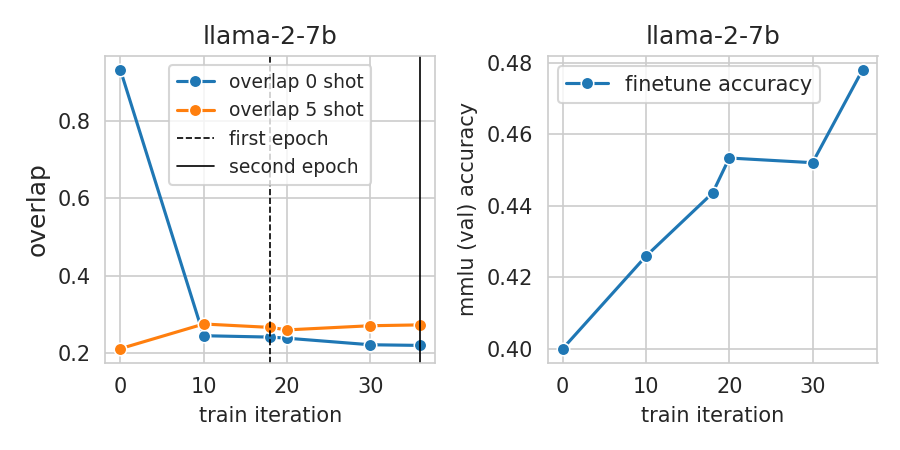 llama-2-7b
overlap 0 shot
overlap 5 shot
first epoch
second epoch
overlap
0.8
0.6
0.4
0.2
0 10 20 30
train iteration
llama-2-7b
finetune accuracy
mmlu (val) accuracy
0.48
0.46
0.44
0.42
0.40
0 10 20 30
train iteration